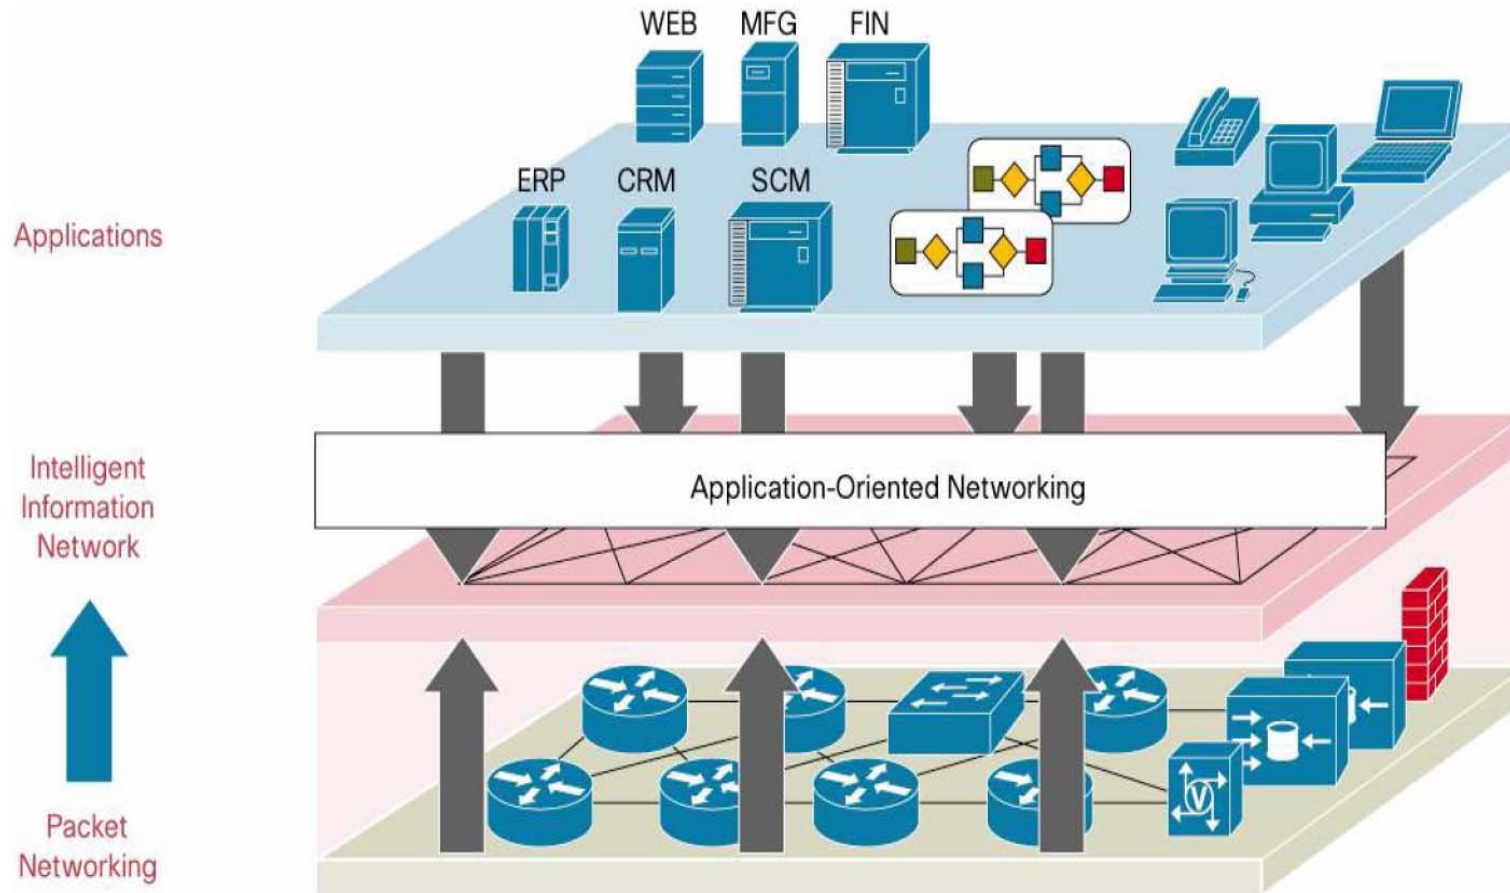 WEB MFG FIN
ERP CRM SCM
Applications
Application-Oriented Networking
Intelligent
Information
Network
V
Packet
Networking